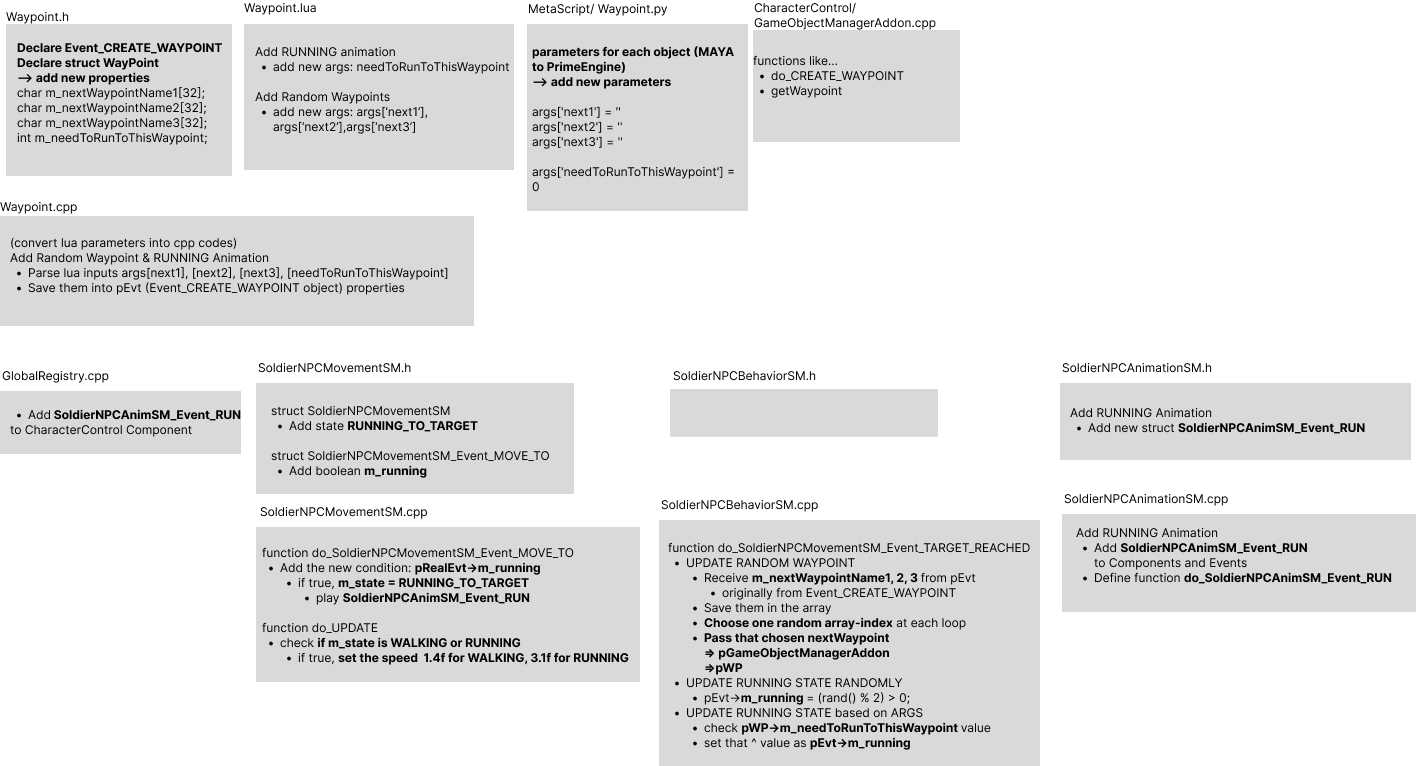 Waypoint.h
Declare Event_CREATE_WAYPOINT
Declare struct WayPoint
—> add new properties
char m_nextWaypointName1[32];
char m_nextWaypointName2[32];
char m_nextWaypointName3[32];
int m_needToRunToThisWaypoint;
Waypoint.lua
Add RUNNING animation
• add new args: needToRunToThisWaypoint
Add Random Waypoints
• add new args: args['next1'],
args['next2'],args['next3']
MetaScript/ Waypoint.py
parameters for each object (MAYA
to PrimeEngine)
—> add new parameters
args['next1'] = ''
args['next2'] = ''
args['next3'] = ''
args['needToRunToThisWaypoint'] =
0
CharacterControl/
GameObjectManagerAddon.cpp
functions like...
• do_CREATE_WAYPOINT
• getWaypoint
Waypoint.cpp
(convert lua parameters into cpp codes)
Add Random Waypoint & RUNNING Animation
• Parse lua inputs args[next1], [next2], [next3], [needToRunToThisWaypoint]
• Save them into pEvt (Event_CREATE_WAYPOINT object) properties
GlobalRegistry.cpp
• Add SoldierNPCAnimSM_Event_RUN
to CharacterControl Component
SoldierNPCMovementSM.h
struct SoldierNPCMovementSM
• Add state RUNNING_TO_TARGET
struct SoldierNPCMovementSM_Event_MOVE_TO
• Add boolean m_running
SoldierNPCMovementSM.cpp
function do_SoldierNPCMovementSM_Event_MOVE_TO
• Add the new condition: pRealEvt->m_running
• if true, m_state = RUNNING_TO_TARGET
• play SoldierNPCAnimSM_Event_RUN
function do_UPDATE
• check if m_state is WALKING or RUNNING
• if true, set the speed 1.4f for WALKING, 3.1f for RUNNING
SoldierNPCBehaviorSM.h
SoldierNPCBehaviorSM.cpp
function do_SoldierNPCMovementSM_Event_TARGET_REACHED
• UPDATE RANDOM WAYPOINT
• Receive m_nextWaypointName1, 2, 3 from pEvt
• originally from Event_CREATE_WAYPOINT
• Save them in the array
• Choose one random array-index at each loop
• Pass that chosen nextWaypoint
=> pGameObjectManagerAddon
=>pWP
• UPDATE RUNNING STATE RANDOMLY
• pEvt->m_running = (rand() % 2) > 0;
• UPDATE RUNNING STATE based on ARGS
• check pWP->m_needToRunToThisWaypoint value
• set that ^ value as pEvt->m_running
SoldierNPCAnimationSM.h
Add RUNNING Animation
• Add new struct SoldierNPCAnimSM_Event_RUN
SoldierNPCAnimationSM.cpp
Add RUNNING Animation
• Add SoldierNPCAnimSM_Event_RUN
to Components and Events
• Define function do_SoldierNPCAnimSM_Event_RUN